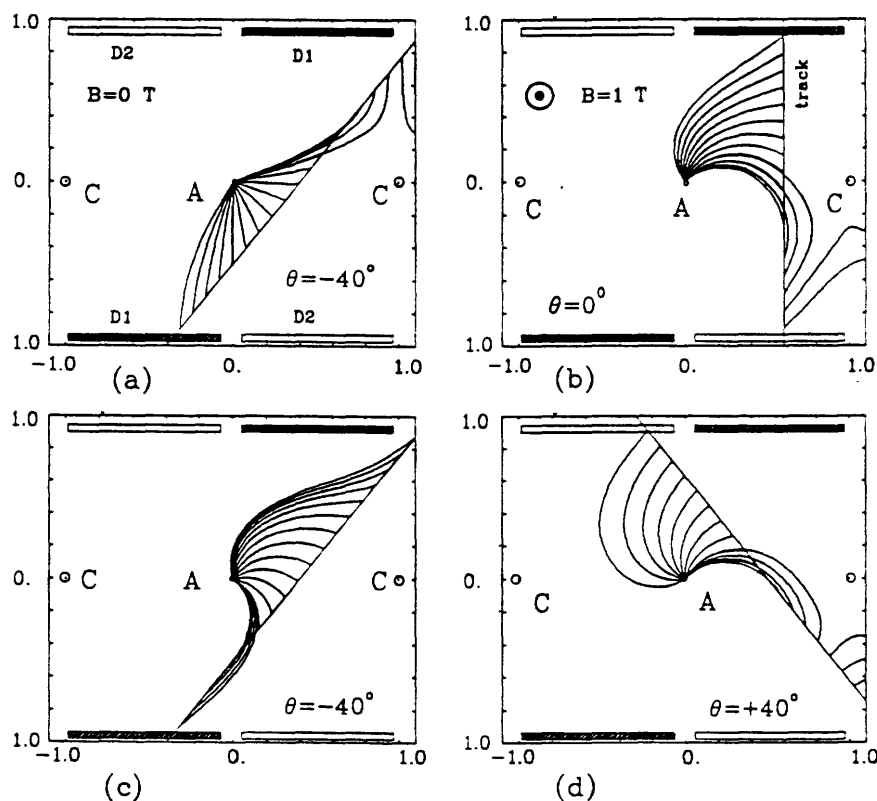 1.0
D2 D1
B=0 T
0.
C A C
θ=-40°
D1 D2
1.0
-1.0 0. 1.0
(a)
1.0
B=1 T
track
0.
C A C
θ=0°
1.0
-1.0 0. 1.0
(b)
1.0
0.
C A C
θ=-40°
1.0
-1.0 0. 1.0
(c)
1.0
0.
C A C
θ=+40°
1.0
-1.0 0. 1.0
(d)